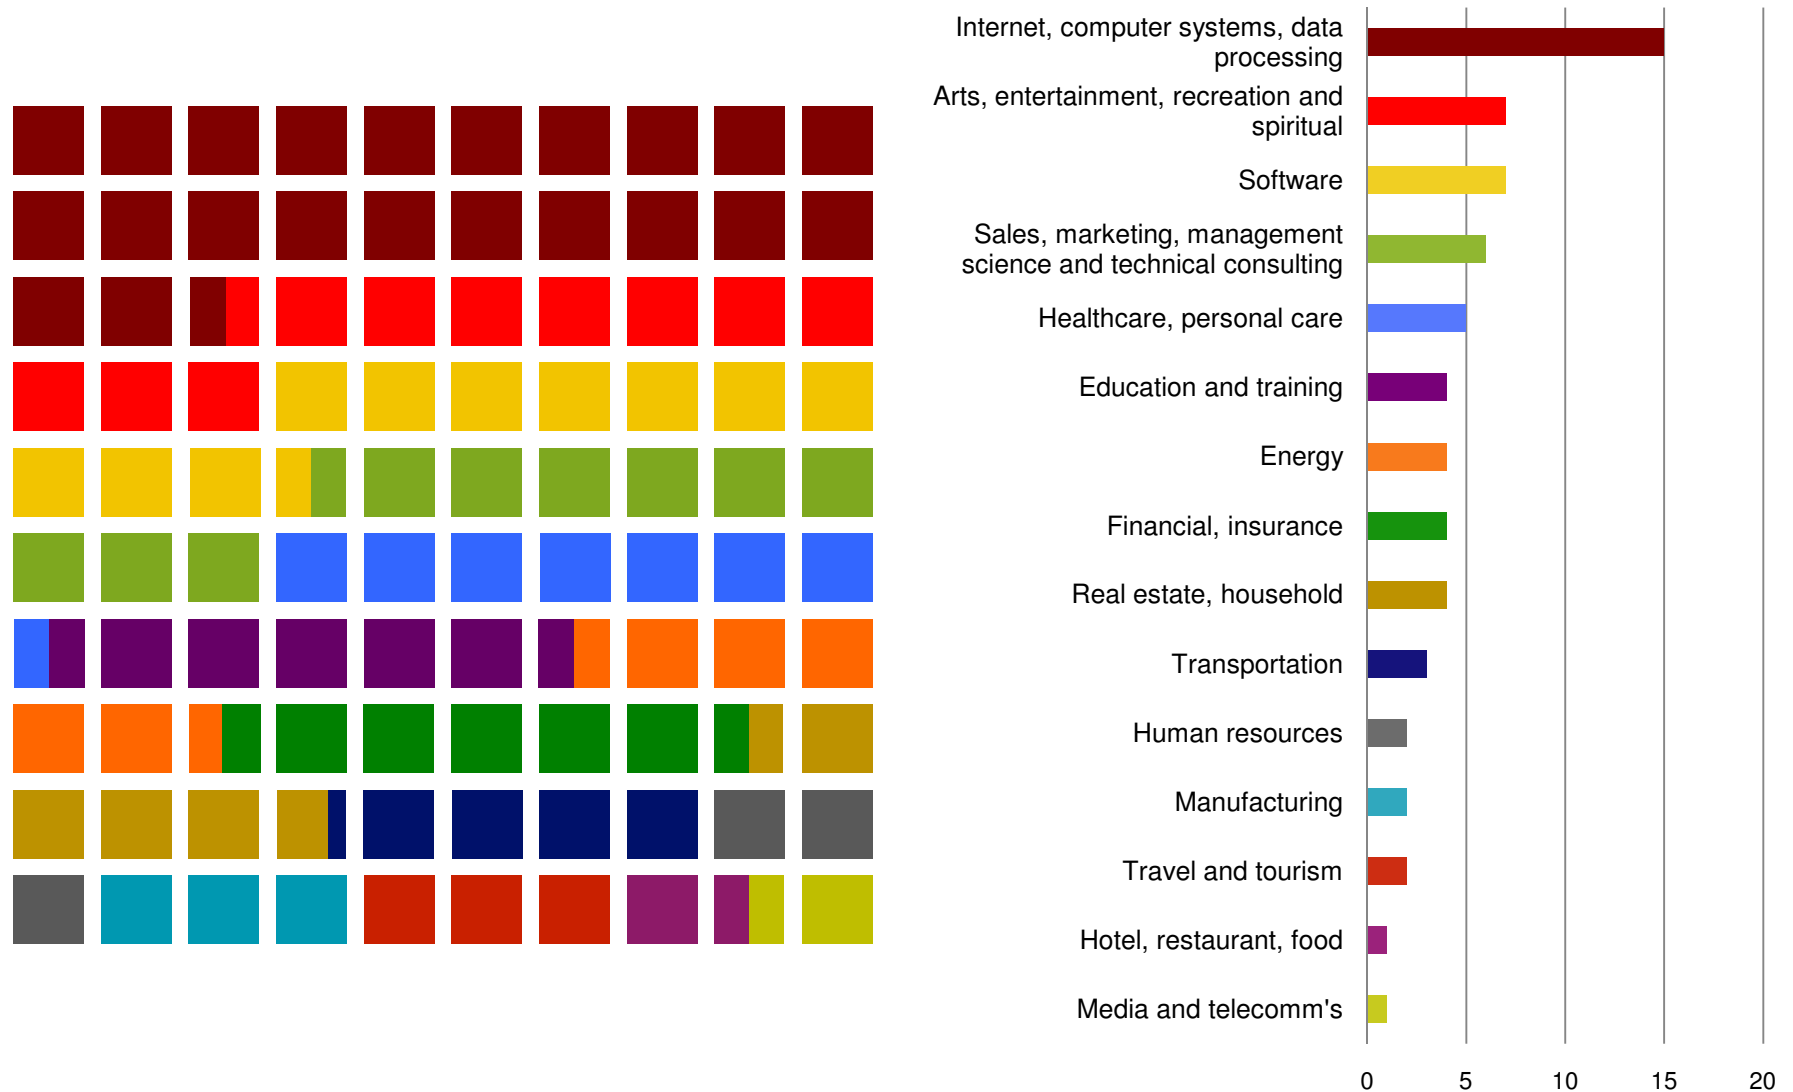 Internet, computer systems, data
processing
Arts, entertainment, recreation and
spiritual
Software
Sales, marketing, management
science and technical consulting
Healthcare, personal care
Education and training
Energy
Financial, insurance
Real estate, household
Transportation
Human resources
Manufacturing
Travel and tourism
Hotel, restaurant, food
Media and telecomm's
0 5 10 15 20